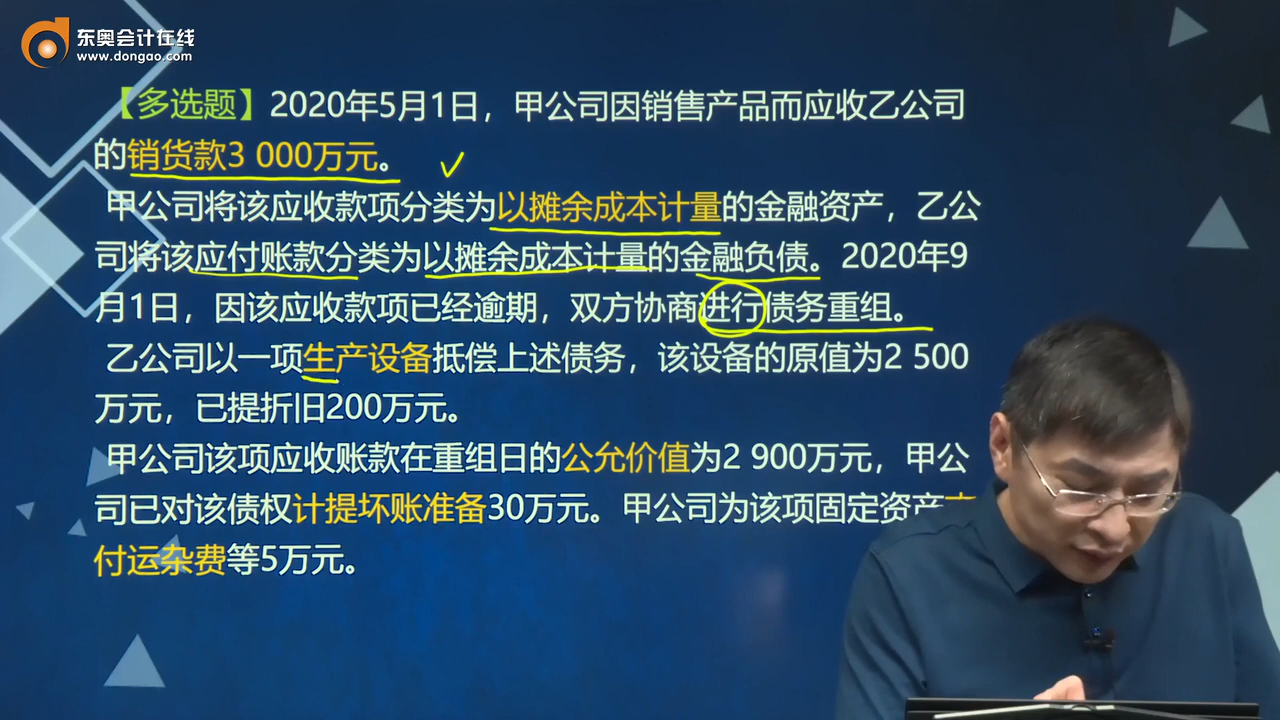 东奥会计在线
www.dongao.com
【多选题】2020年5月1日，甲公司因销售产品而应收乙公司
的销货款3 000万元。
甲公司将该应收款项分类为以摊余成本计量的金融资产，乙公
司将该应付账款分类为以摊余成本计量的金融负债。2020年9
月1日，因该应收款项已经逾期，双方协商进行债务重组。
乙公司以一项生产设备抵偿上述债务，该设备的原值为2 500
万元，已提折旧200万元。
甲公司该项应收账款在重组日的公允价值为2 900万元，甲公
司已对该债权计提坏账准备30万元。甲公司为该项固定资产
付运杂费等5万元。